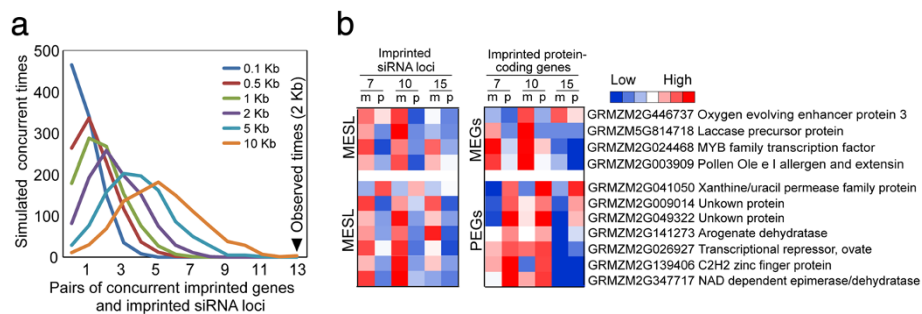 a
500
400
300
200
100
0
Simulated concurrent times
0.1 Kb
0.5 Kb
1 Kb
2 Kb
5 Kb
10 Kb
Observed times (2 Kb)
1 3 5 7 9 11 13
Pairs of concurrent imprinted genes
and imprinted siRNA loci
b
Imprinted
siRNA loci
7 10 15
m p m p m p
MESL
MESL
Imprinted protein-
coding genes
7 10 15
m p m p m p
MEGs
PEGs
Low High
GRMZM2G446737 Oxygen evolving enhancer protein 3
GRMZM5G814718 Laccase precursor protein
GRMZM2G024468 MYB family transcription factor
GRMZM2G003909 Pollen Ole e I allergen and extensin
GRMZM2G041050 Xanthine/uracil permease family protein
GRMZM2G009014 Unkown protein
GRMZM2G049322 Unkown protein
GRMZM2G141273 Arogenate dehydratase
GRMZM2G026927 Transcriptional repressor, ovate
GRMZM2G139406 C2H2 zinc finger protein
GRMZM2G347717 NAD dependent epimerase/dehydratase